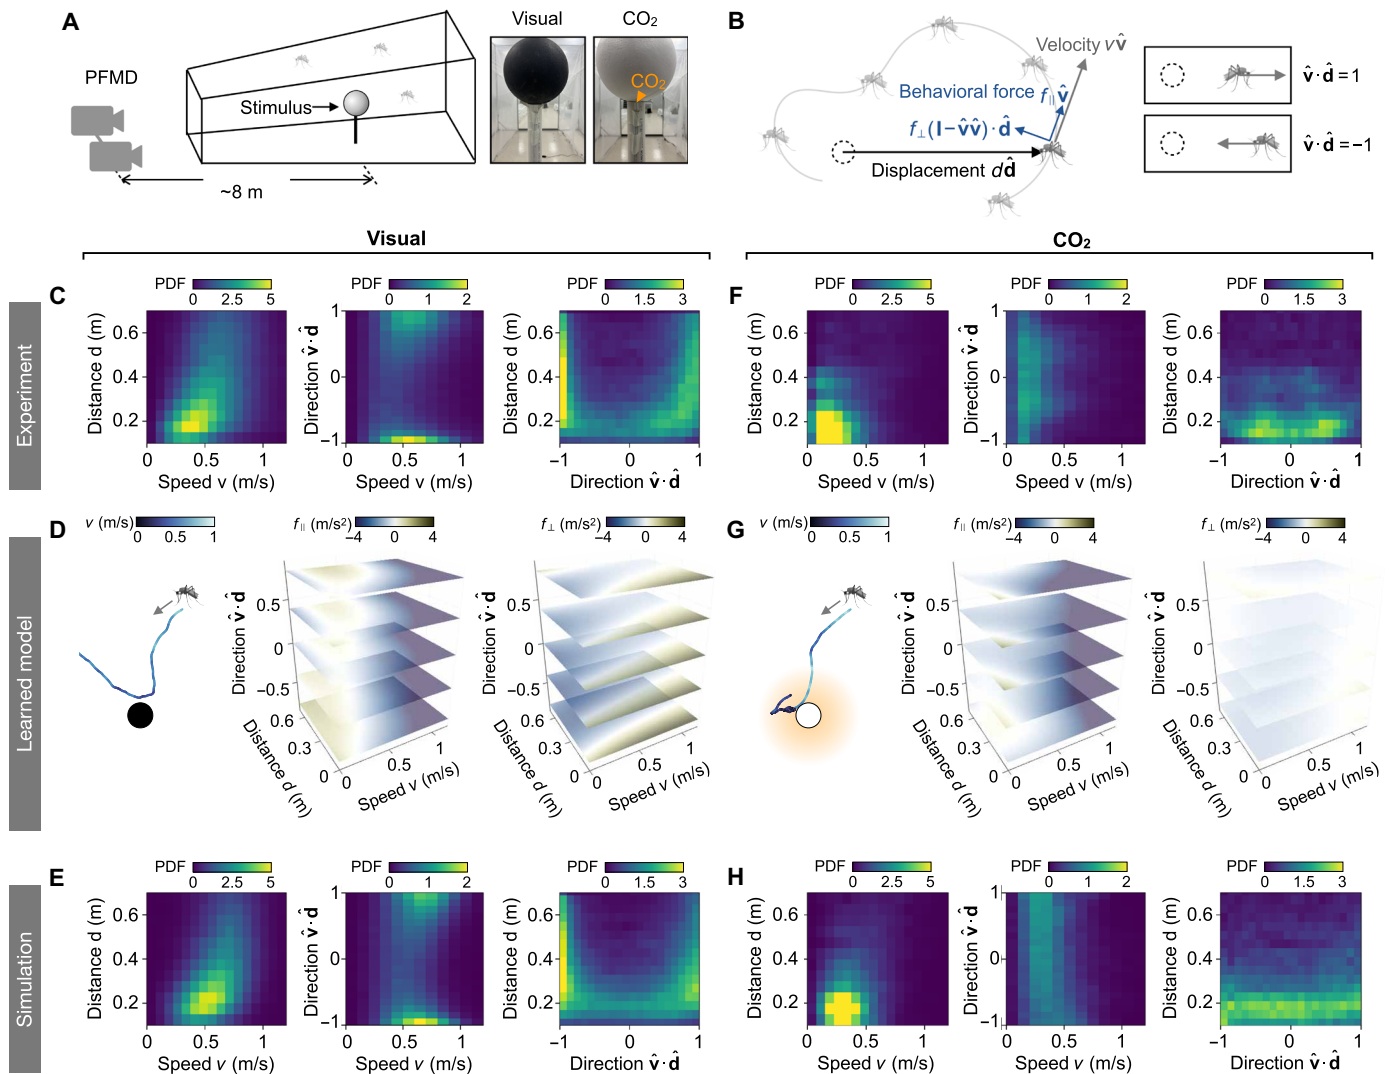 A
Visual
CO₂
PFMD
Stimulus
CO₂
~8 m
B
Velocity vv̂
Behavioral force
f∥v̂
f⊥(I−v̂v̂)·d̂
Displacement dd̂
v̂·d̂=1
v̂·d̂=−1
Visual
CO₂
Experiment
C
PDF
0 2.5 5
Distance d (m)
0.6
0.4
0.2
0 0.5 1
Speed v (m/s)
PDF
0 1 2
Direction v̂·d̂
1
0
−1
0 0.5 1
Speed v (m/s)
PDF
0 1.5 3
Distance d (m)
0.6
0.4
0.2
−1 0 1
Direction v̂·d̂
F
PDF
0 2.5 5
Distance d (m)
0.6
0.4
0.2
0 0.5 1
Speed v (m/s)
PDF
0 1 2
Direction v̂·d̂
1
0
−1
0 0.5 1
Speed v (m/s)
PDF
0 1.5 3
Distance d (m)
0.6
0.4
0.2
−1 0 1
Direction v̂·d̂
Learned model
D
v (m/s)
0 1
f∥ (m/s²)
−4 0 4
Direction v̂·d̂
0.5
0
−0.5
0.6
0.3
0
Distance d (m)
0 0.5 1
Speed v (m/s)
f⊥ (m/s²)
−4 0 4
Direction v̂·d̂
0.5
0
−0.5
0.6
0.3
0
Distance d (m)
0 0.5 1
Speed v (m/s)
G
v (m/s)
0 1
f∥ (m/s²)
−4 0 4
Direction v̂·d̂
0.5
0
−0.5
0.6
0.3
0
Distance d (m)
0 0.5 1
Speed v (m/s)
f⊥ (m/s²)
−4 0 4
Direction v̂·d̂
0.5
0
−0.5
0.6
0.3
0
Distance d (m)
0 0.5 1
Speed v (m/s)
Simulation
E
PDF
0 2.5 5
Distance d (m)
0.6
0.4
0.2
0 0.5 1
Speed v (m/s)
PDF
0 1 2
Direction v̂·d̂
1
0
−1
0 0.5 1
Speed v (m/s)
PDF
0 1.5 3
Distance d (m)
0.6
0.4
0.2
−1 0 1
Direction v̂·d̂
H
PDF
0 2.5 5
Distance d (m)
0.6
0.4
0.2
0 0.5 1
Speed v (m/s)
PDF
0 1 2
Direction v̂·d̂
1
0
−1
0 0.5 1
Speed v (m/s)
PDF
0 1.5 3
Distance d (m)
0.6
0.4
0.2
−1 0 1
Direction v̂·d̂